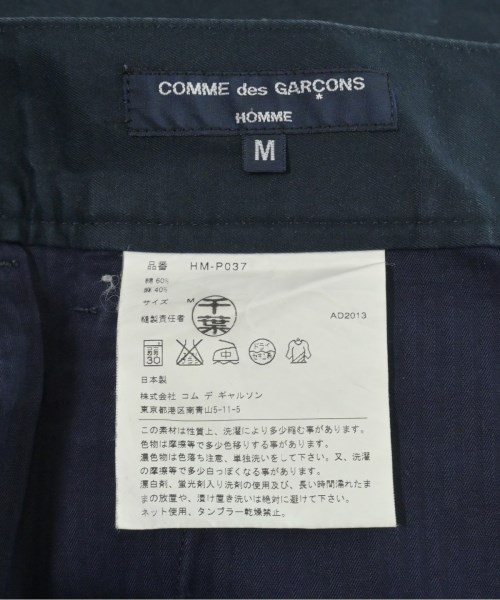 COMME des GARÇONS
HOMME
M
品番 HM-P037
綿 60%
麻 40%
サイズ M
縫製責任者 千葉 AD2013
30 中 ドライ セキユ系
日本製
株式会社 コム デ ギャルソン
東京都港区南青山5-11-5
この素材は性質上、洗濯により多少縮む事があります。
色物は摩擦等で多少色移りする事があります。
濃色物は色落ち注意、単独洗いをして下さい。又、洗濯
の摩擦等で多少白っぽくなる事があります。
漂白剤、蛍光剤入り洗剤の使用及び、長い時間濡れたま
まの放置や、漬け置き洗いは絶対に避けて下さい。
ネット使用、タンブラー乾燥禁止。